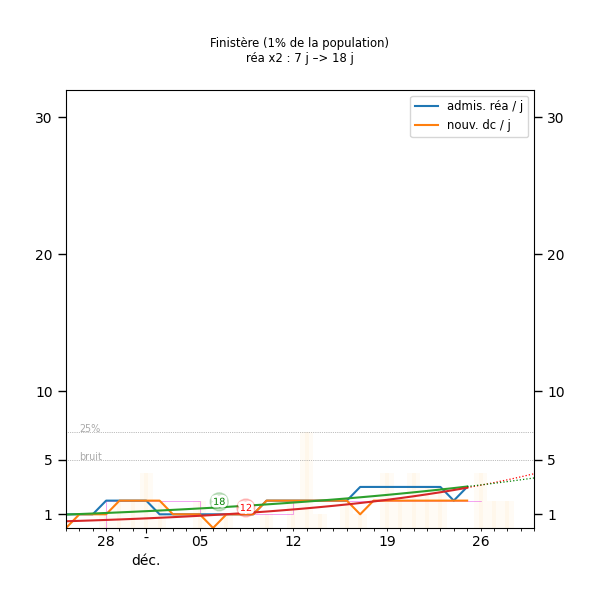 Finistère (1% de la population)
réa x2 : 7 j –> 18 j
admis. réa / j
nouv. dc / j
30 30
20 20
10 10
25%
5 bruit 5
18
12
1 1
28 - 05 12 19 26
déc.